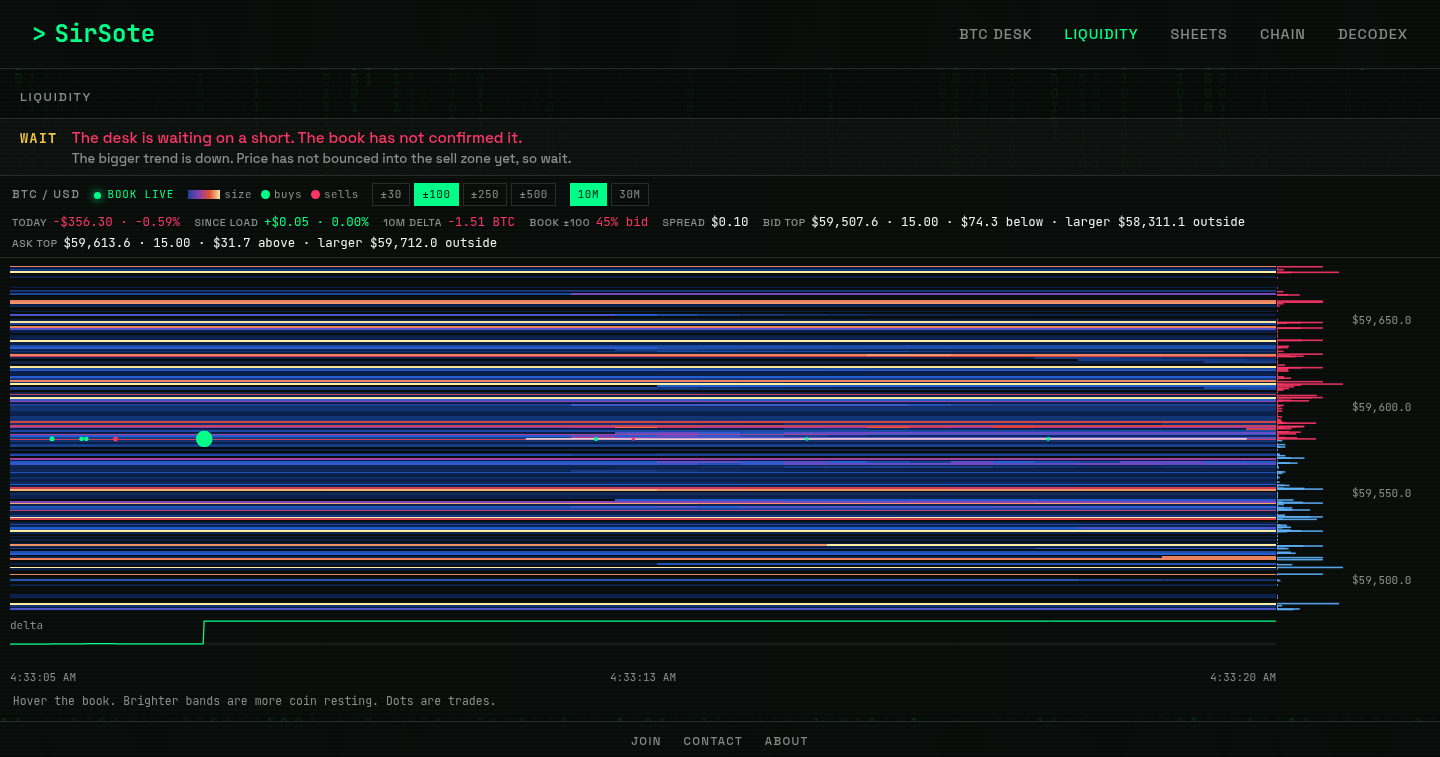 > SirSote
BTC DESK LIQUIDITY SHEETS CHAIN DECODEX
LIQUIDITY
WAIT The desk is waiting on a short. The book has not confirmed it.
The bigger trend is down. Price has not bounced into the sell zone yet, so wait.
BTC / USD BOOK LIVE size buys sells ±30 ±100 ±250 ±500 10M 30M
TODAY -$356.30 · -0.59% SINCE LOAD +$0.05 · 0.00% 10M DELTA -1.51 BTC BOOK ±100 45% bid SPREAD $0.10 BID TOP $59,507.6 · 15.00 · $74.3 below · larger $58,311.1 outside
ASK TOP $59,613.6 · 15.00 · $31.7 above · larger $59,712.0 outside
$59,650.0
$59,600.0
$59,550.0
$59,500.0
delta
4:33:05 AM 4:33:13 AM 4:33:20 AM
Hover the book. Brighter bands are more coin resting. Dots are trades.
JOIN CONTACT ABOUT